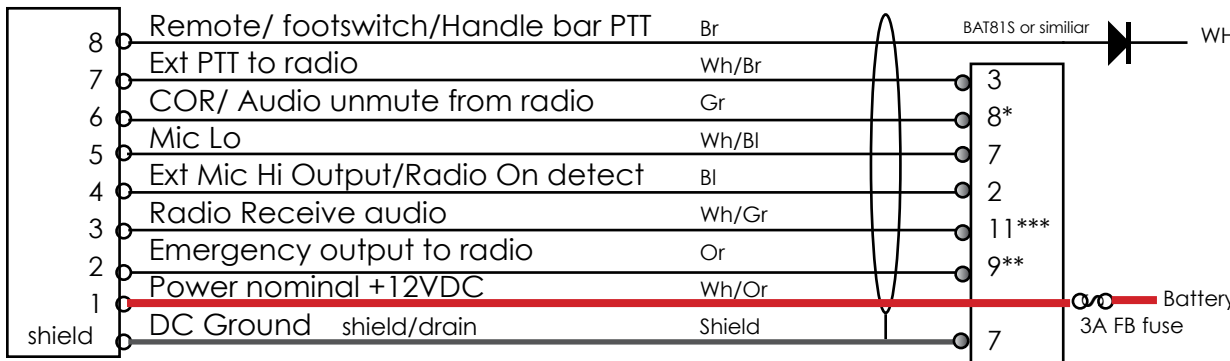 8 Remote/ footswitch/Handle bar PTT Br BAT81S or similiar WH
7 Ext PTT to radio Wh/Br 3
6 COR/ Audio unmute from radio Gr 8*
5 Mic Lo Wh/Bl 7
4 Ext Mic Hi Output/Radio On detect Bl 2
3 Radio Receive audio Wh/Gr 11***
2 Emergency output to radio Or 9**
1 Power nominal +12VDC Wh/Or Battery
3A FB fuse
shield DC Ground shield/drain Shield 7